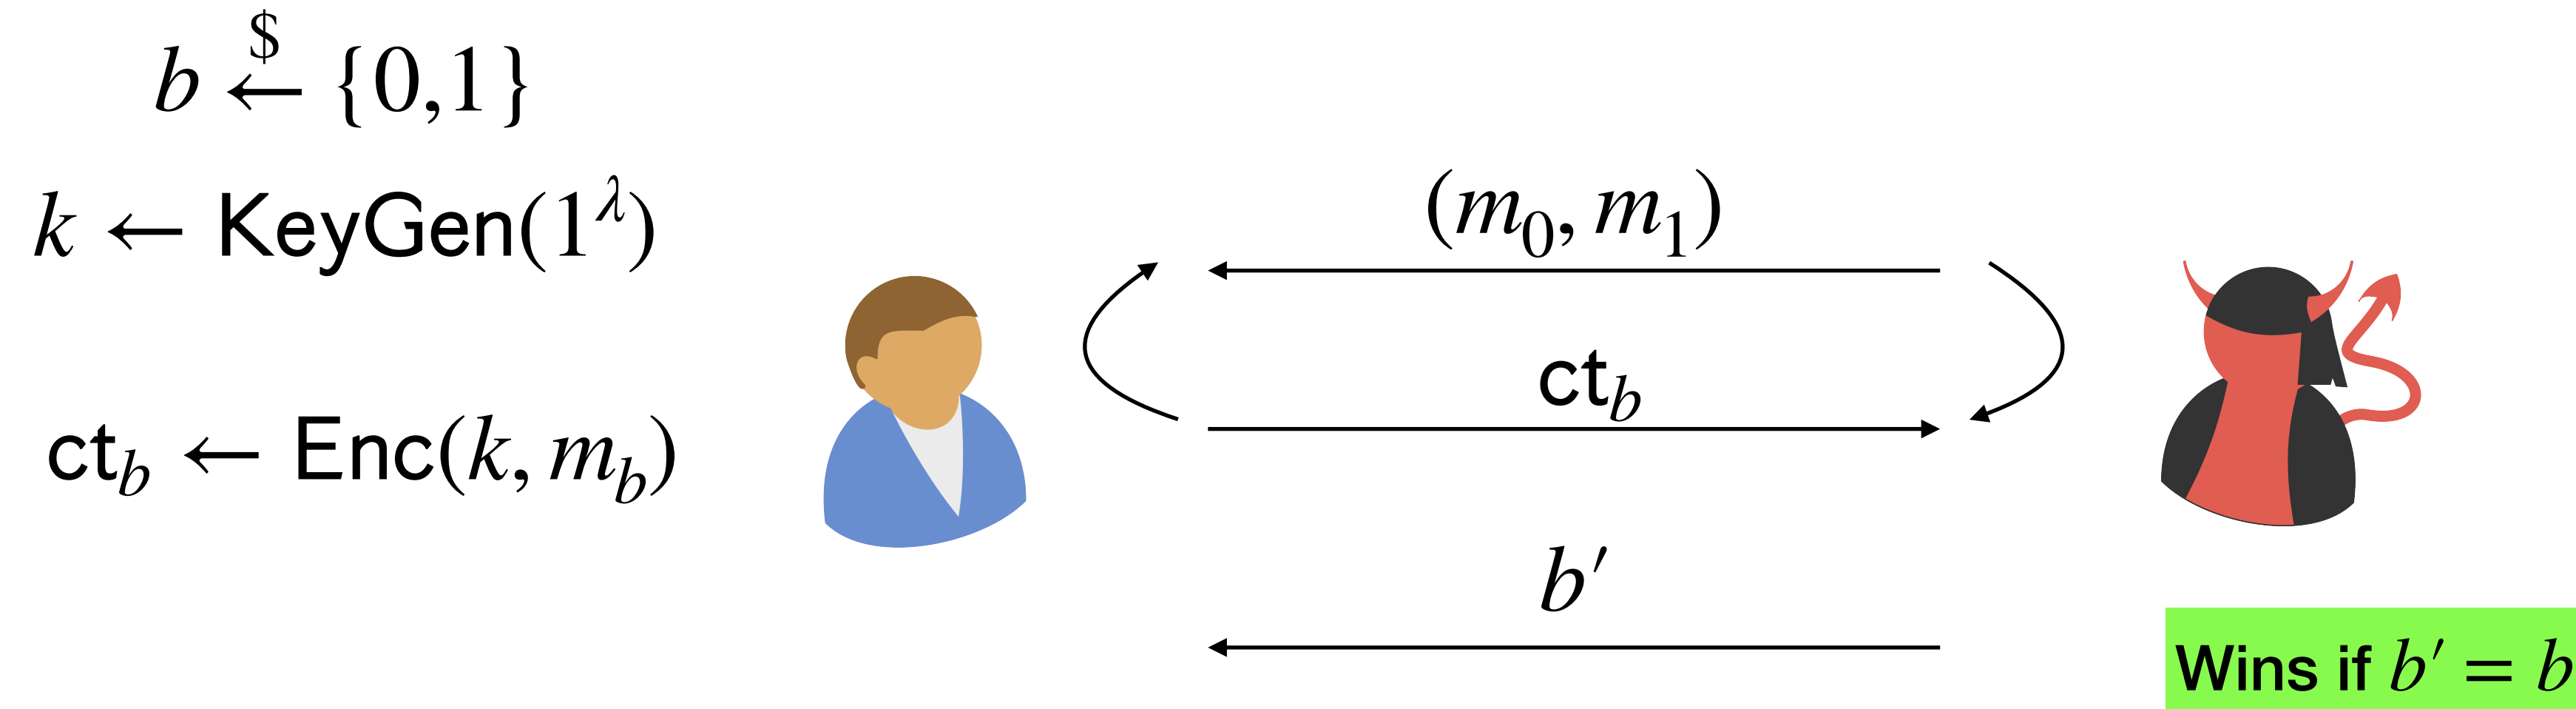 b ←$ {0,1}
k ← KeyGen(1^λ)
(m_0, m_1)
ct_b ← Enc(k, m_b)
ct_b
b′
Wins if b′ = b